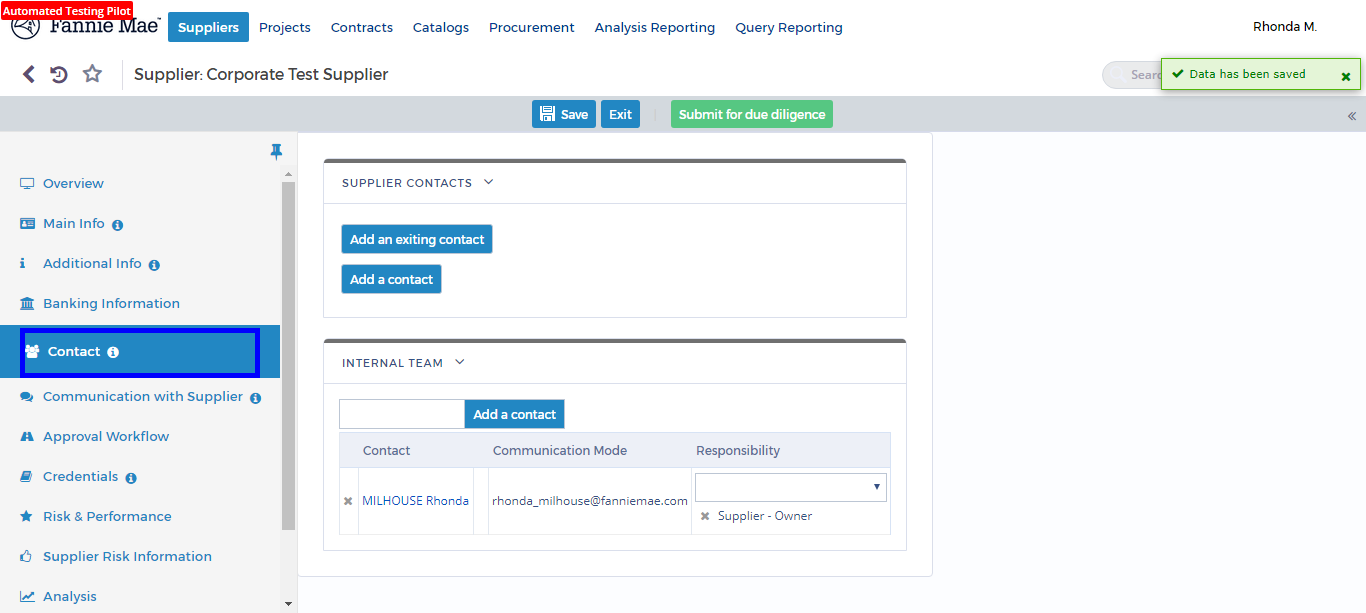 Automated Testing Pilot
Fannie Mae
Suppliers Projects Contracts Catalogs Procurement Analysis Reporting Query Reporting
Rhonda M.
Supplier: Corporate Test Supplier
Data has been saved
Save Exit Submit for due diligence
Overview
Main Info
Additional Info
Banking Information
Contact
Communication with Supplier
Approval Workflow
Credentials
Risk & Performance
Supplier Risk Information
Analysis
SUPPLIER CONTACTS
Add an exiting contact
Add a contact
INTERNAL TEAM
Add a contact
Contact Communication Mode Responsibility
MILHOUSE Rhonda rhonda_milhouse@fanniemae.com
Supplier - Owner